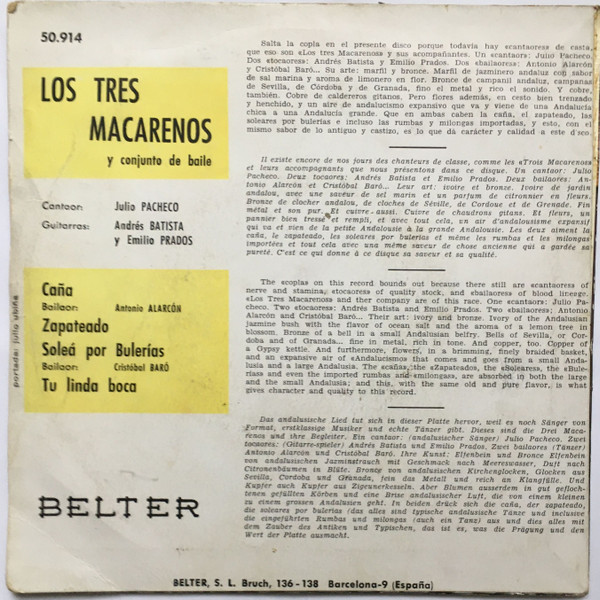 50.914
LOS TRES
MACARENOS
y conjunto de baile
Cantaor: Julio PACHECO
Guitarras: Andrés BATISTA
y Emilio PRADOS
Caña
Bailaor: Antonio ALARCÓN
Zapateado
Soleá por Bulerías
Bailaor: Cristóbal BARÓ
Tu linda boca
portada: julio ubiña
BELTER
Salta la copla en el presente disco porque todavía hay «cantaores» de casta,
que eso son «Los tres Macarenos» y sus acompañantes. Un «cantaor»: Julio Pacheco.
Dos «tocaores»: Andrés Batista y Emilio Prados. Dos «bailaores»: Antonio Alarcón
y Cristóbal Baró... Su arte: marfil y bronce. Marfil de jazminero andaluz con sabor
de sal marina y aroma de limonero en flor. Bronce de campanil andaluz, campanas
de Sevilla, de Córdoba y de Granada, fino el metal y rico el sonido. Y cobre,
también. Cobre de caldereros gitanos. Pero flores además, en cesto bien trenzado
y henchido, y un aire de andalucismo expansivo que va y viene de una Andalucía
chica a una Andalucía grande. Que en ambas caben la caña, el zapateado, las
soleares por bulerías e incluso las rumbas y milongas importadas, y esto, con el
mismo sabor de lo antiguo y castizo, es lo que dá carácter y calidad a este disco.
Il existe encore de nos jours des chanteurs de classe, comme les «Trois Macarenos»
et leurs accompagnants que nous présentons dans ce disque. Un cantaor: Julio
Pacheco. Deux tocaores: Andrés Batista et Emilio Prados. Deux bailaores: An-
tonio Alarcón et Cristóbal Baró... Leur art: ivoire et bronze. Ivoire de jardin
andalou, avec une saveur de sel marin et un parfum de citronnier en fleurs.
Bronze de clocher andalou, de cloches de Séville, de Cordoue et de Grenade. Fin
métal et son pur. Et cuivre aussi. Cuivre de chaudrons gitans. Et fleurs, un
pannier bien tressé et rempli, et avec tout cela, un air d'andalousisme expansif
qui va et vien de la petite Andalousie à la grande Andalousie. Les deux aiment la
caña, le zapateado, les soleares por bulerias et même les rumbas et les milongas
importées et tout cela avec une même saveur de chose ancienne qui a gardée sa
pureté. C'est ce qui donne à ce disque sa saveur et sa qualité.
The «coplas» on this record bounds out because there still are «cantaores» of
nerve and stamina, «tocaores» of quality stock, and «bailaores» of blood lineage.
«Los Tres Macarenos» and ther company are of this race. One «cantaores»: Julio Pa-
checo. Two «tocaores»: Andrés Batista and Emilio Prados. Two «bailaores»: Antonio
Alarcón and Cristóbal Baró... Their art: ivory and bronze. Ivory of the Andalusian
jasmine bush with the flavor of ocean salt and the aroma of a lemon tree in
blossom. Bronze of a bell in a small Andalusian belfry. Bells of Sevilla, or Cor-
doba and of Granada... fine in metal, rich in tone. And copper, too. Copper of
a Gypsy kettle. And furthermore, flowers, in a brimming, finely braided basket,
and an expansive air of «Andalucismo» that comes and goes from a small Anda-
lusia and a large Andalusia. The «caña», the «Zapateado», the «Soleares», the «Bule-
rías» and even the imported rumbas and «milongas», are absorbed in both the large
and the small Andalusia; and this, with the same old and pure flavor, is what
gives character and quality to this record.
Das andalusische Lied tut sich in dieser Platte hervor, weil es noch Sänger von
Format, erstklassige Musiker und echte Tänzer gibt. Dieses sind die Drei Maca-
renos und ihre Begleiter. Ein cantaor: (andalusischer Sänger) Julio Pacheco. Zwei
tocaores: (Gitarre-spieler) Andrés Batista und Emilio Prados. Zwei bailaores (Tänzer)
Antonio Alarcón und Cristóbal Baró. Ihre Kunst: Elfenbein und Bronce Elfenbein
von andalusischen Jazminstrauch mit Geschmack nach Meereswasser, Duft nach
Citronenbäumen in Blüte. Bronce von andalusischen Kirchenglocken, Glocken aus
Sevilla, Cordoba und Granada, fein das Metall und reich an Klangfülle. Und
Kupfer auch Kupfer aus Zigeunerkesseln. Aber Blumen ausserdem in gut gefloch-
tenen gefüllten Körben und eine Brise andalusischer Luft, die von einem kleinen
zu einem grossen Andalusien geht. In beiden drück sich die caña, der zapateado,
die soleares por bulerías (das alles sind typische andalusische Tänze und inclusive
die eingeführten Rumbas und milongas (auch ein Tanz) aus und dies alles mit
dem Zauber des Antiken und Typischen, das ist es, was die Prägung und den
Wert der Platte ausmacht.
BELTER, S. L. Bruch, 136 - 138 Barcelona-9 (España)